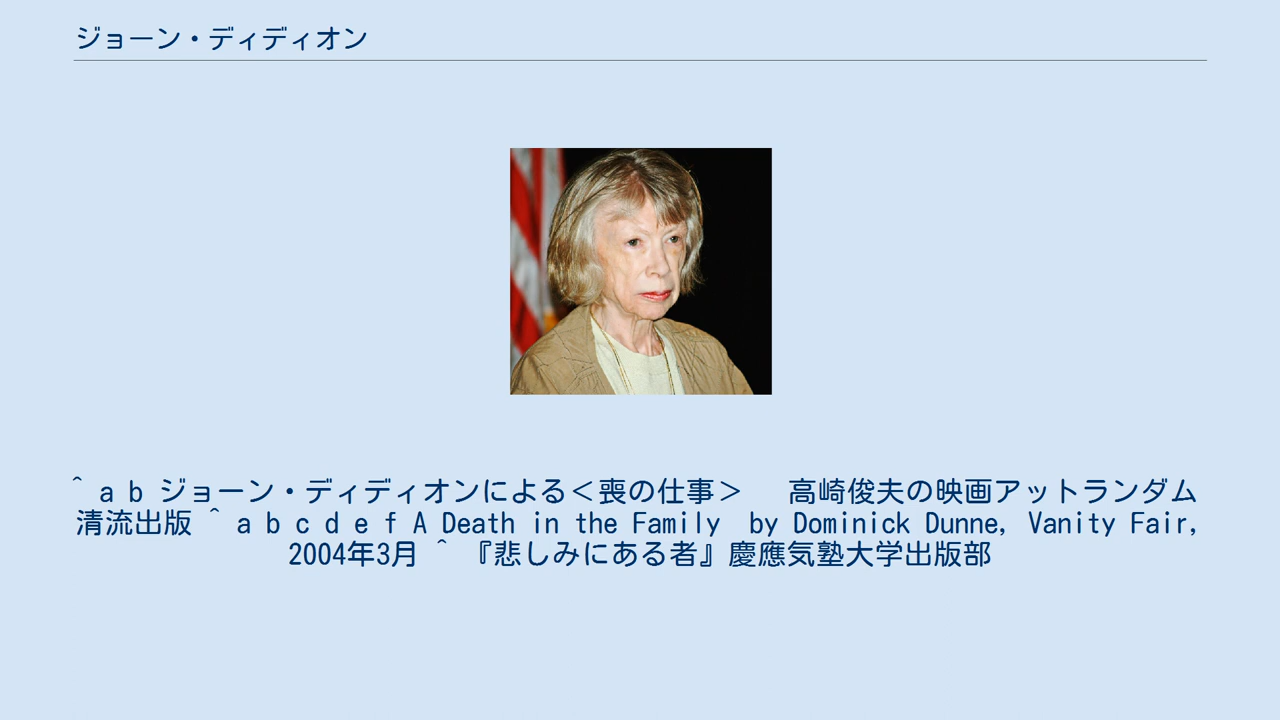 ジョーン・ディディオン
^ a b ジョーン・ディディオンによる＜喪の仕事＞　高崎俊夫の映画アットランダム
清流出版 ^ a b c d e f A Death in the Family　by Dominick Dunne, Vanity Fair,
2004年3月 ^ 『悲しみにある者』慶應気塾大学出版部